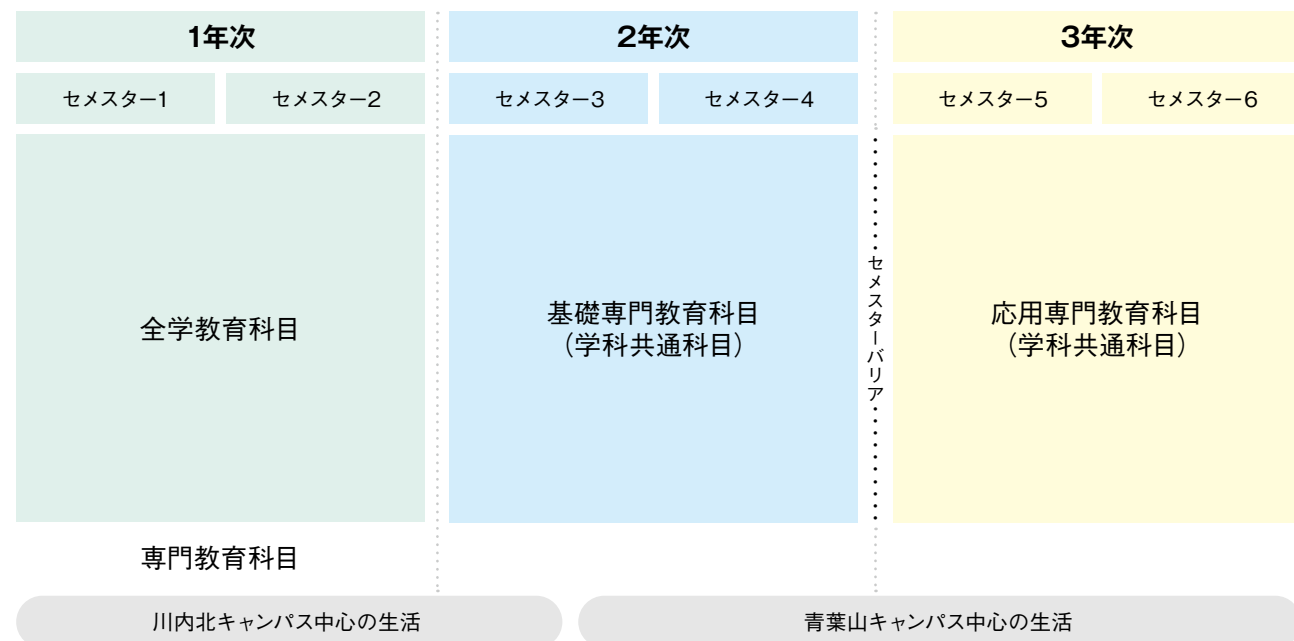 1年次
2年次
3年次
セメスター1
セメスター2
セメスター3
セメスター4
セメスター5
セメスター6
全学教育科目
基礎専門教育科目
（学科共通科目）
セメスターバリア
応用専門教育科目
（学科共通科目）
専門教育科目
川内北キャンパス中心の生活
青葉山キャンパス中心の生活